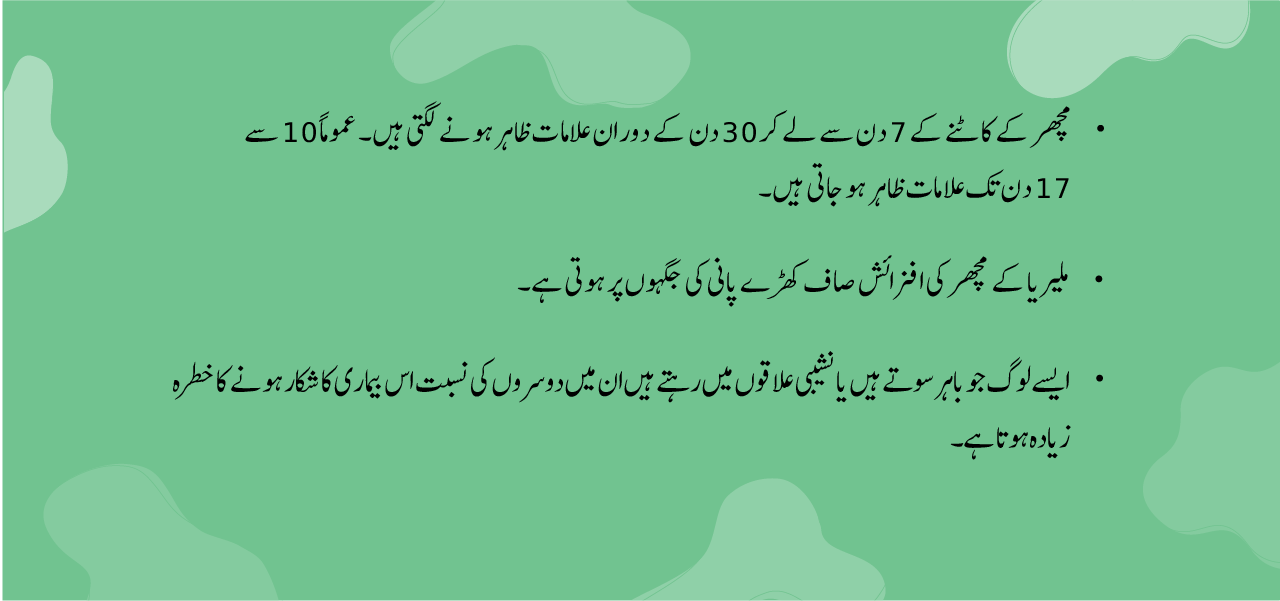 • مچھر کے کاٹنے کے 7 دن سے لے کر 30 دن کے دوران علامات ظاہر ہونے لگتی ہیں۔ عموماً 10 سے
17 دن تک علامات ظاہر ہو جاتی ہیں۔
• ملیریا کے مچھر کی افزائش صاف کھڑے پانی کی جگہوں پر ہوتی ہے۔
• ایسے لوگ جو باہر سوتے ہیں یا نشیبی علاقوں میں رہتے ہیں ان میں دوسروں کی نسبت اس بیماری کا شکار ہونے کا خطرہ
زیادہ ہوتا ہے۔